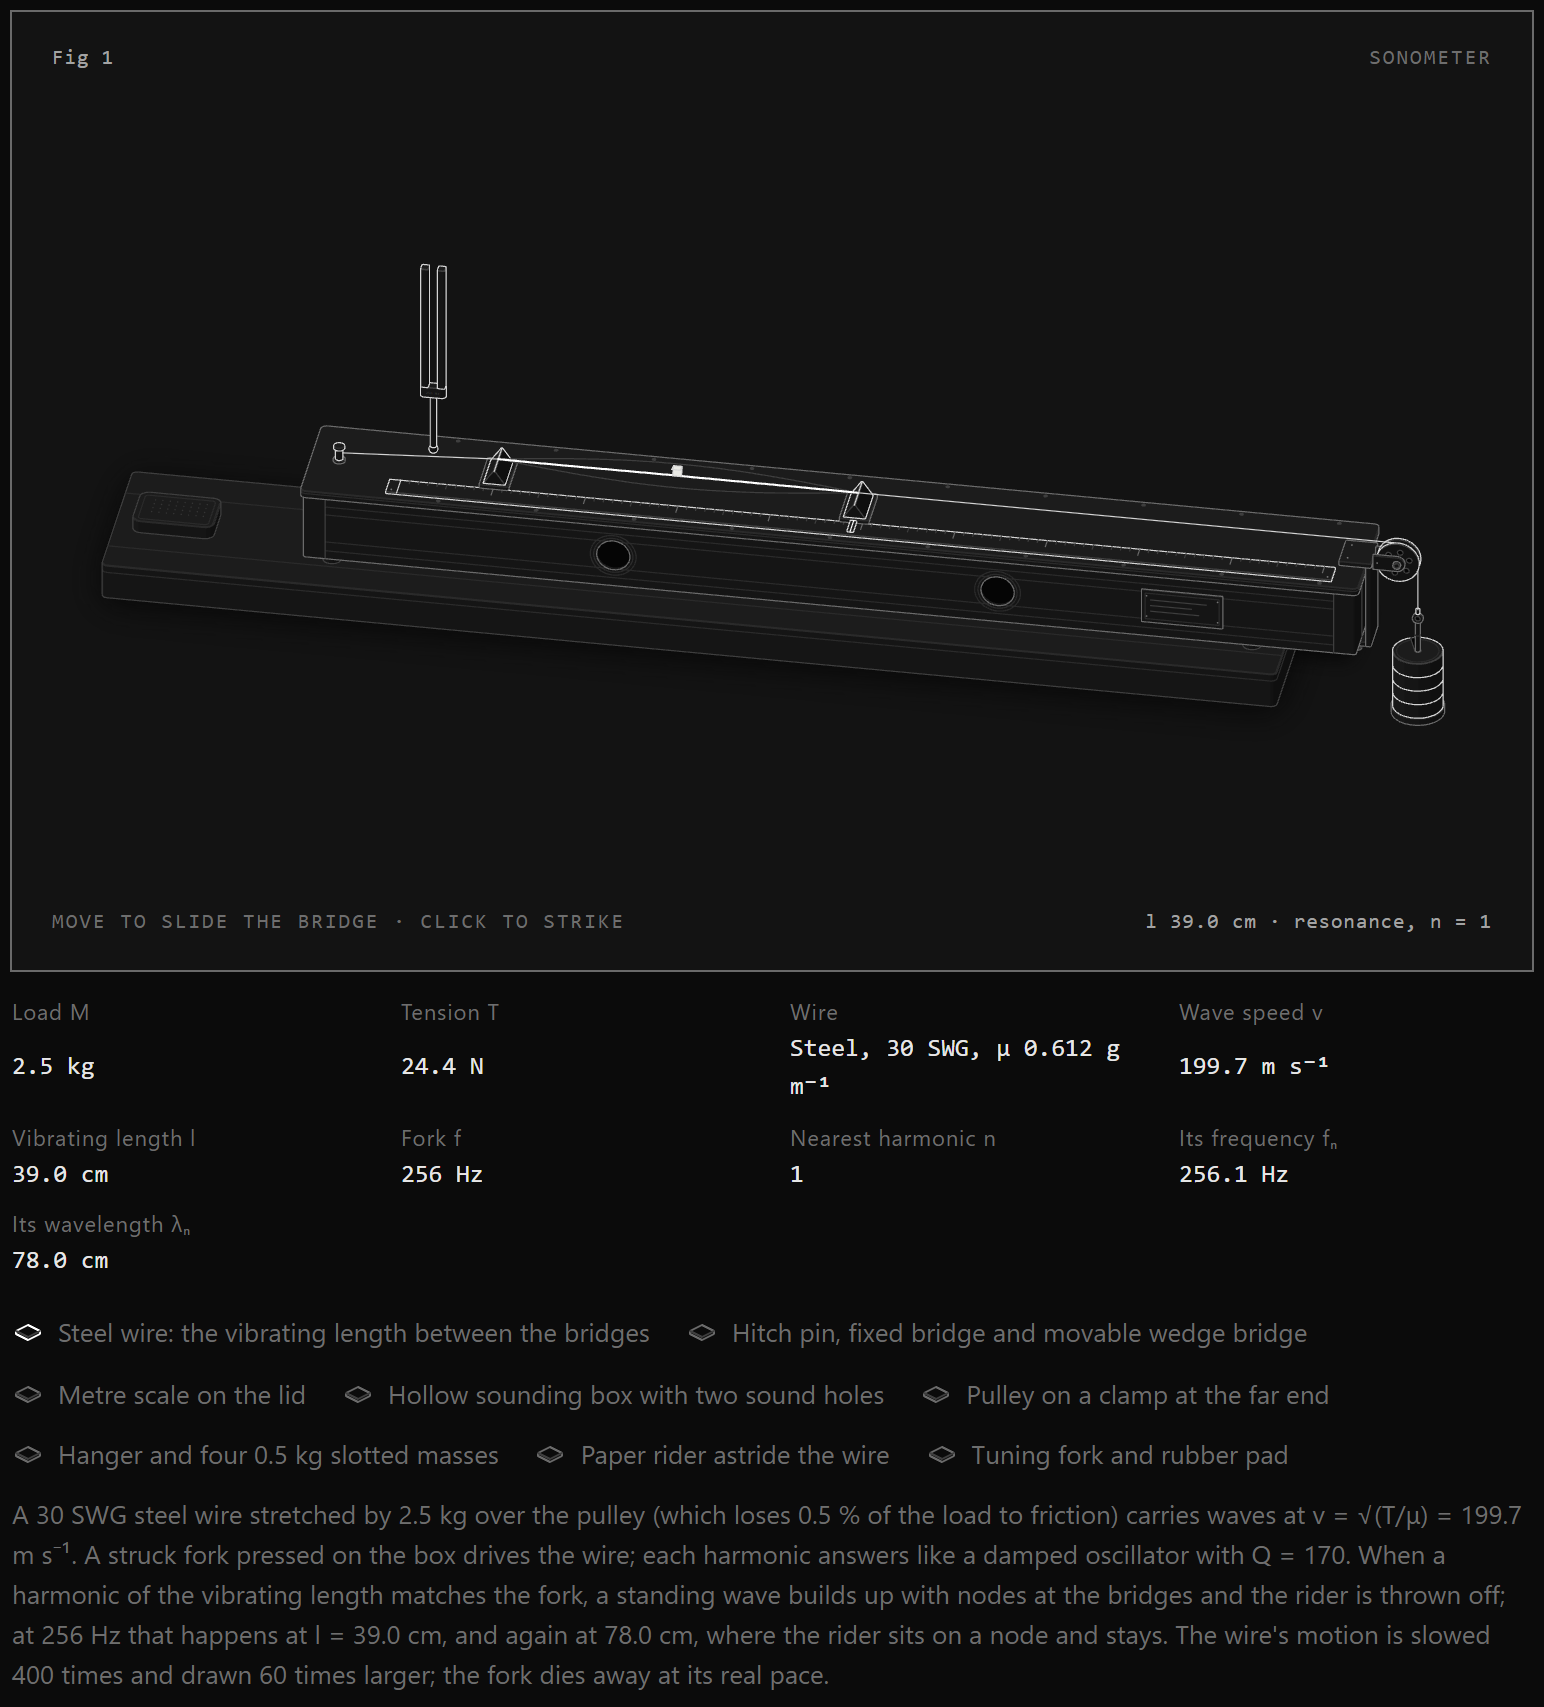 Fig 1
SONOMETER
MOVE TO SLIDE THE BRIDGE · CLICK TO STRIKE
l 39.0 cm · resonance, n = 1
Load M
2.5 kg
Tension T
24.4 N
Wire
Steel, 30 SWG, μ 0.612 g
m⁻¹
Wave speed v
199.7 m s⁻¹
Vibrating length l
39.0 cm
Fork f
256 Hz
Nearest harmonic n
1
Its frequency fₙ
256.1 Hz
Its wavelength λₙ
78.0 cm
Steel wire: the vibrating length between the bridges
Hitch pin, fixed bridge and movable wedge bridge
Metre scale on the lid
Hollow sounding box with two sound holes
Pulley on a clamp at the far end
Hanger and four 0.5 kg slotted masses
Paper rider astride the wire
Tuning fork and rubber pad
A 30 SWG steel wire stretched by 2.5 kg over the pulley (which loses 0.5 % of the load to friction) carries waves at v = √(T/μ) = 199.7
m s⁻¹. A struck fork pressed on the box drives the wire; each harmonic answers like a damped oscillator with Q = 170. When a
harmonic of the vibrating length matches the fork, a standing wave builds up with nodes at the bridges and the rider is thrown off;
at 256 Hz that happens at l = 39.0 cm, and again at 78.0 cm, where the rider sits on a node and stays. The wire's motion is slowed
400 times and drawn 60 times larger; the fork dies away at its real pace.